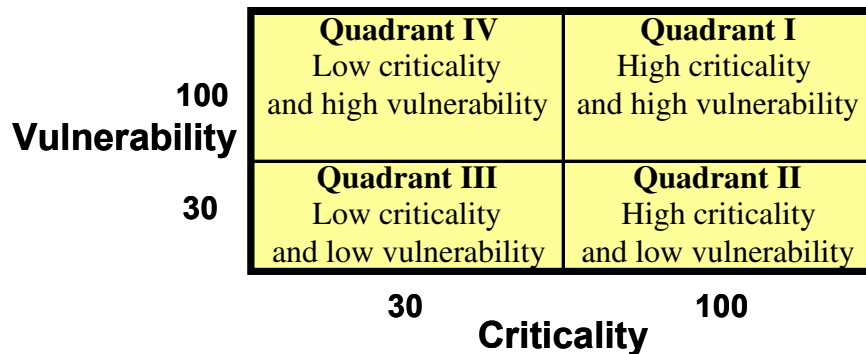 Quadrant IV
Low criticality
and high vulnerability
Quadrant I
High criticality
and high vulnerability
100
Vulnerability
30
Quadrant III
Low criticality
and low vulnerability
Quadrant II
High criticality
and low vulnerability
30
100
Criticality